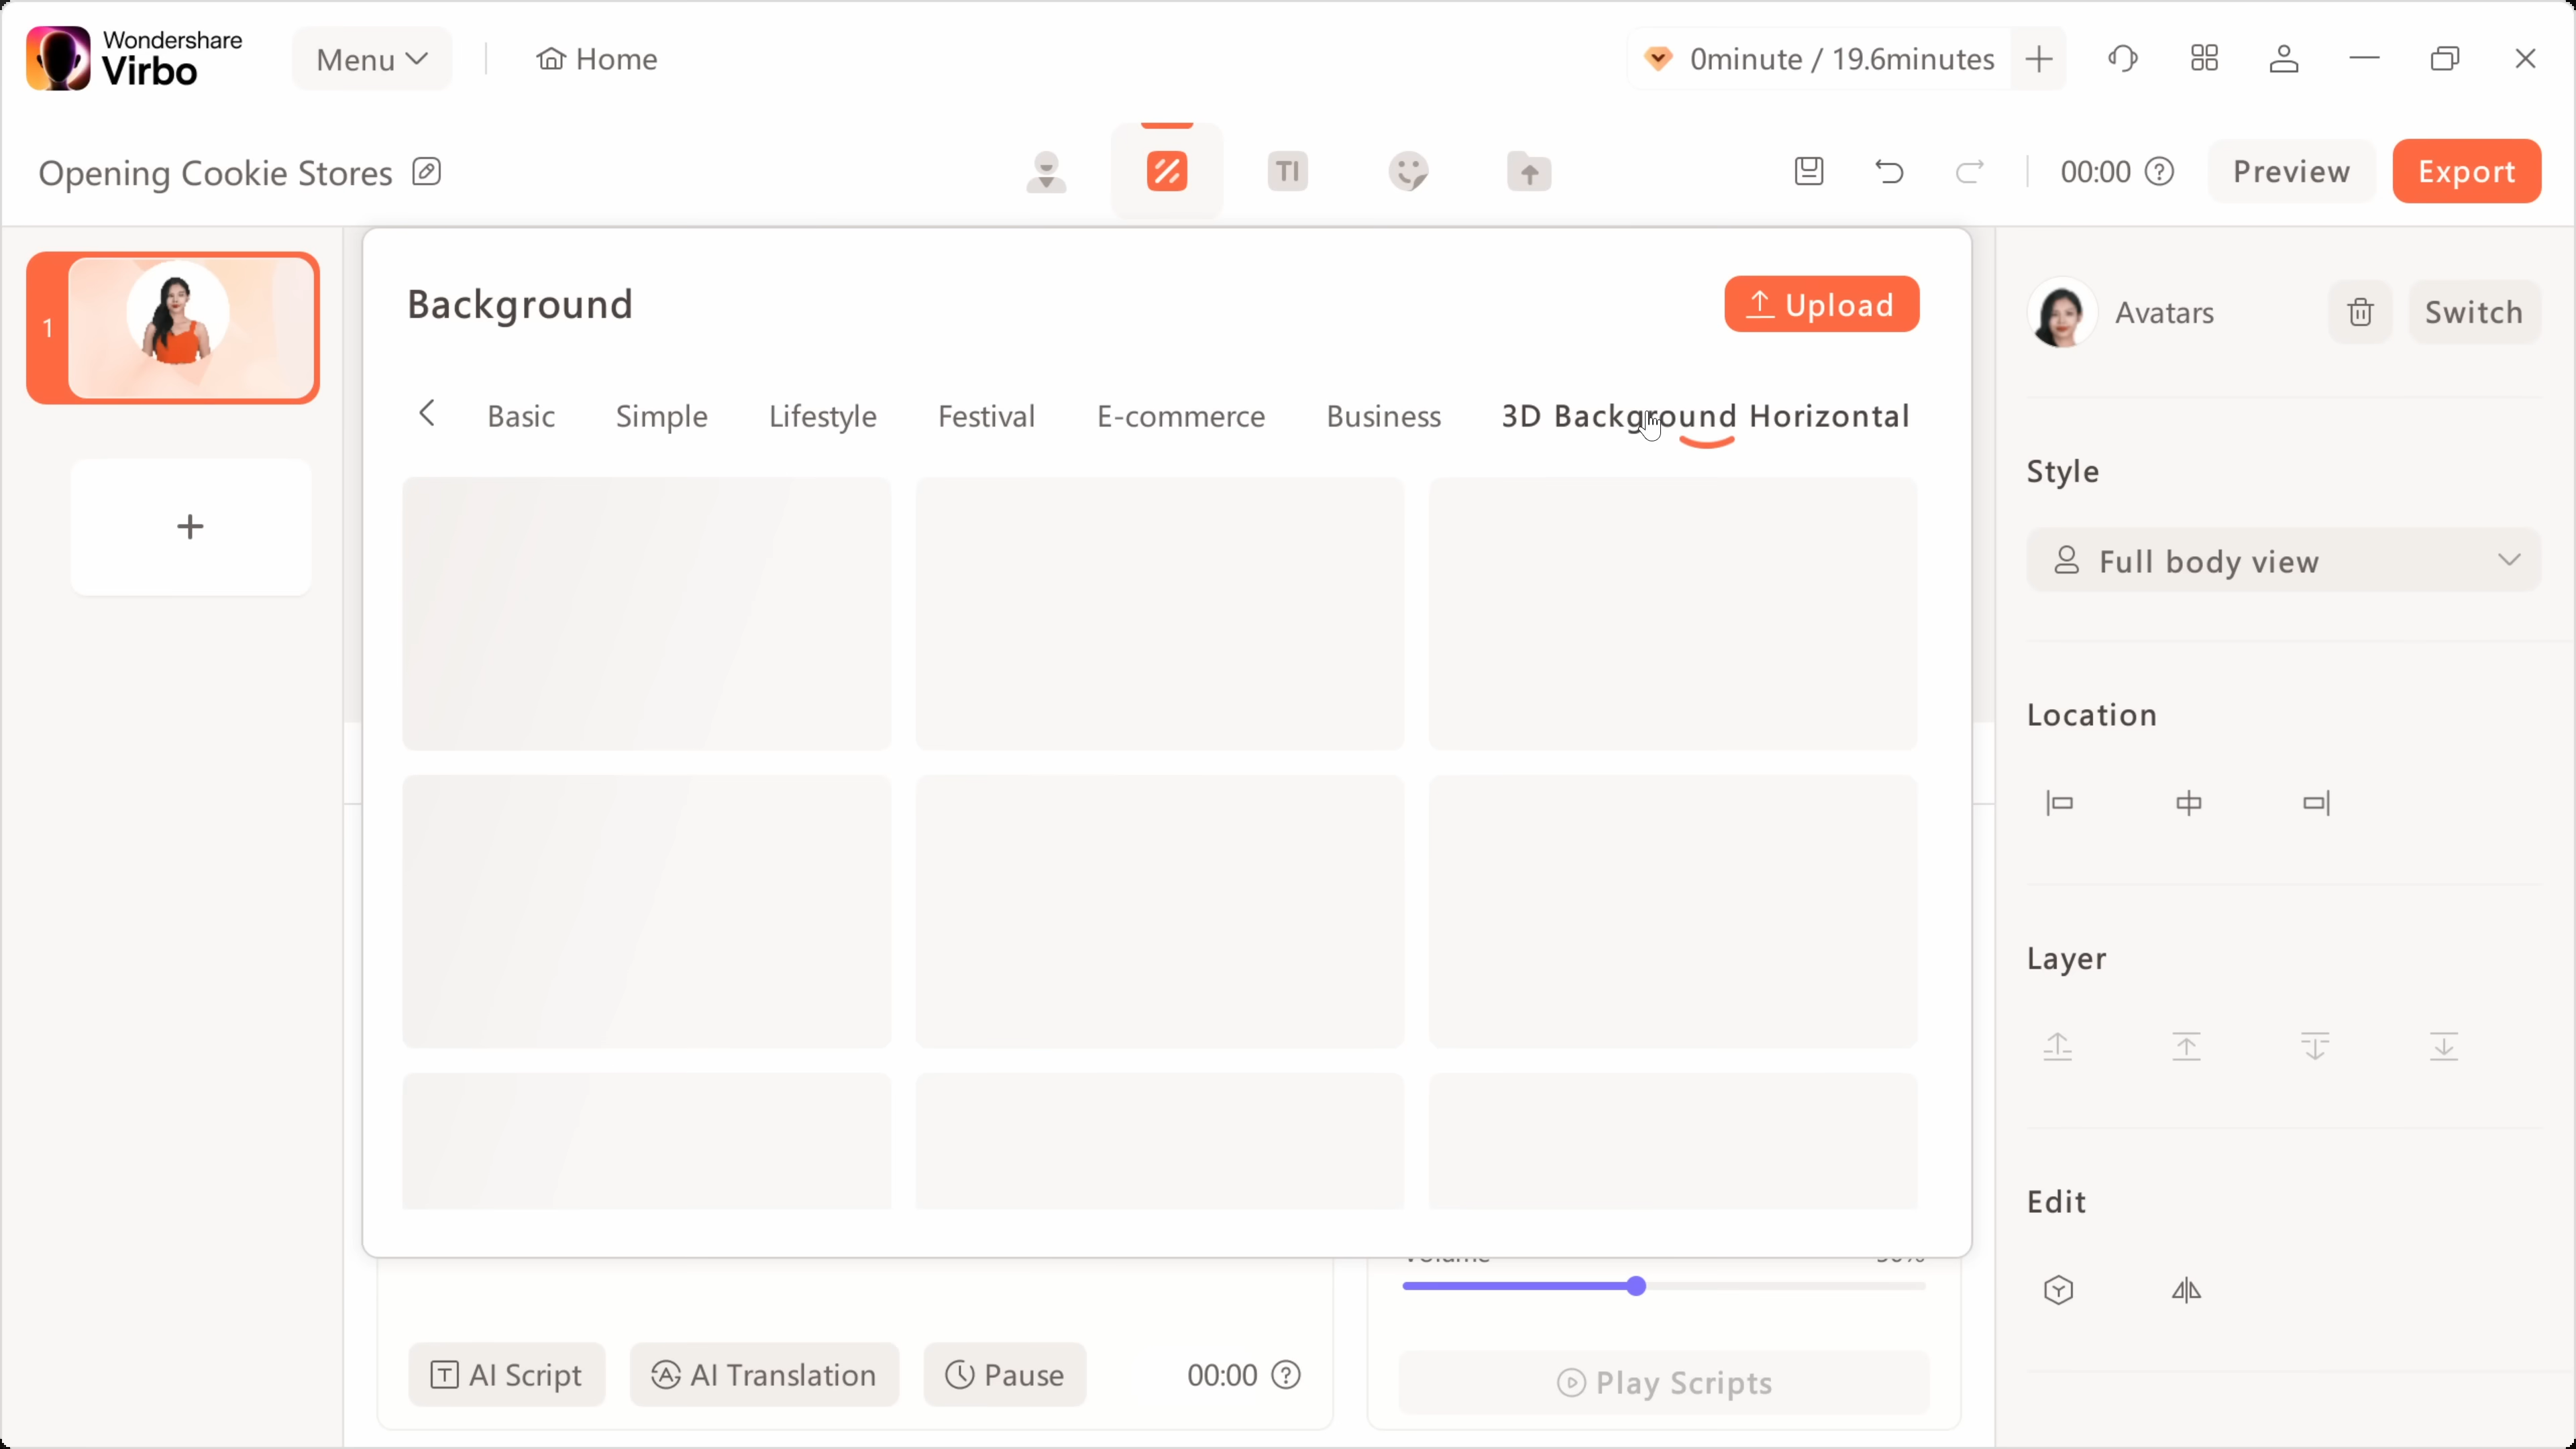 Wondershare
Virbo
Menu
Home
0minute / 19.6minutes
Opening Cookie Stores
TI
00:00
Preview
Export
1
Background
Upload
Basic
Simple
Lifestyle
Festival
E-commerce
Business
3D Background Horizontal
Avatars
Switch
Style
Full body view
Location
Layer
Edit
AI Script
AI Translation
Pause
00:00
Play Scripts